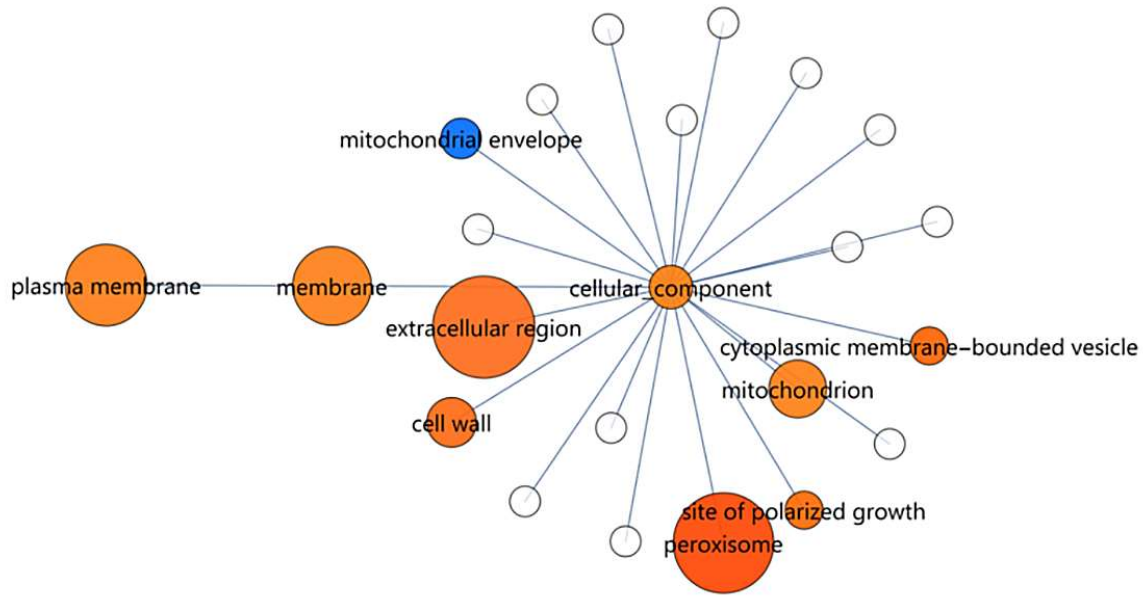 mitochondrial envelope
plasma membrane
membrane
cellular_component
extracellular region
cytoplasmic membrane-bounded vesicle
mitochondrion
cell wall
site of polarized growth
peroxisome